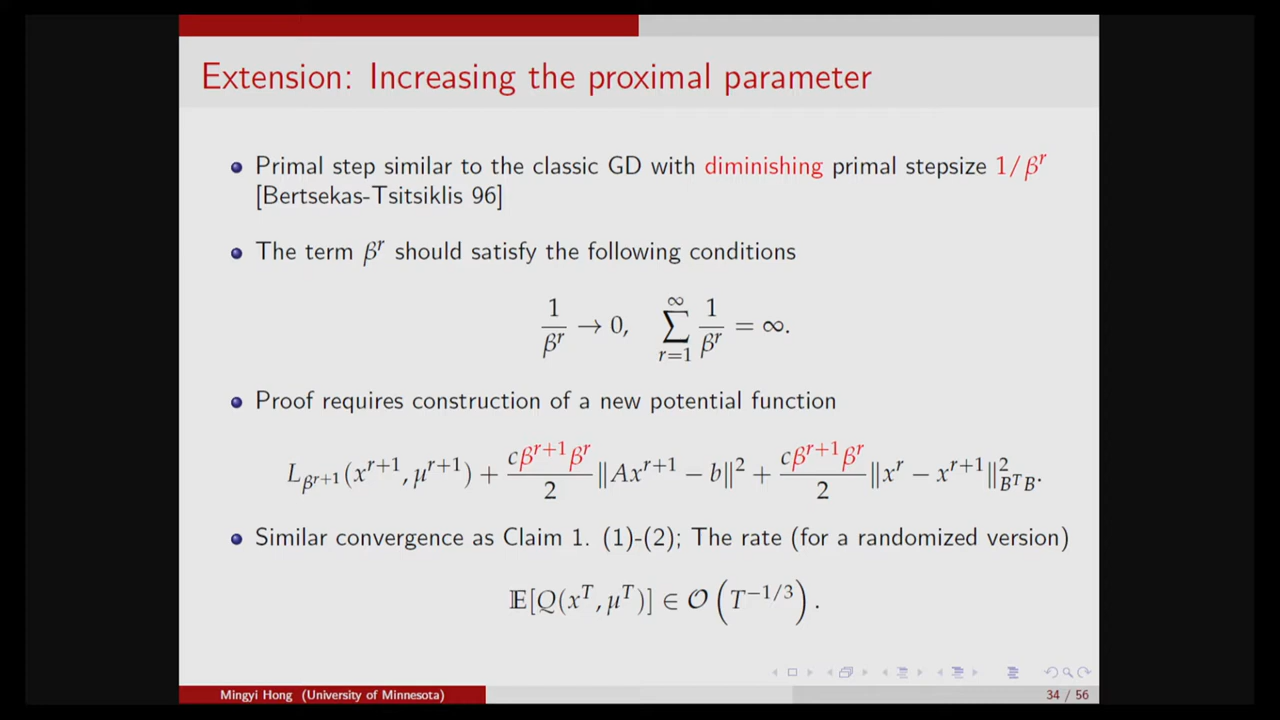 Extension: Increasing the proximal parameter
Primal step similar to the classic GD with diminishing primal stepsize 1/β^r
[Bertsekas-Tsitsiklis 96]
The term β^r should satisfy the following conditions
1/β^r → 0, ∑_{r=1}^{∞} 1/β^r = ∞.
Proof requires construction of a new potential function
L_{β^{r+1}}(x^{r+1}, μ^{r+1}) + cβ^{r+1}β^r/2 ‖Ax^{r+1} − b‖² + cβ^{r+1}β^r/2 ‖x^r − x^{r+1}‖²_{B^T B}.
Similar convergence as Claim 1. (1)-(2); The rate (for a randomized version)
𝔼[Q(x^T, μ^T)] ∈ 𝒪(T^{−1/3}).
Mingyi Hong (University of Minnesota)
34 / 56